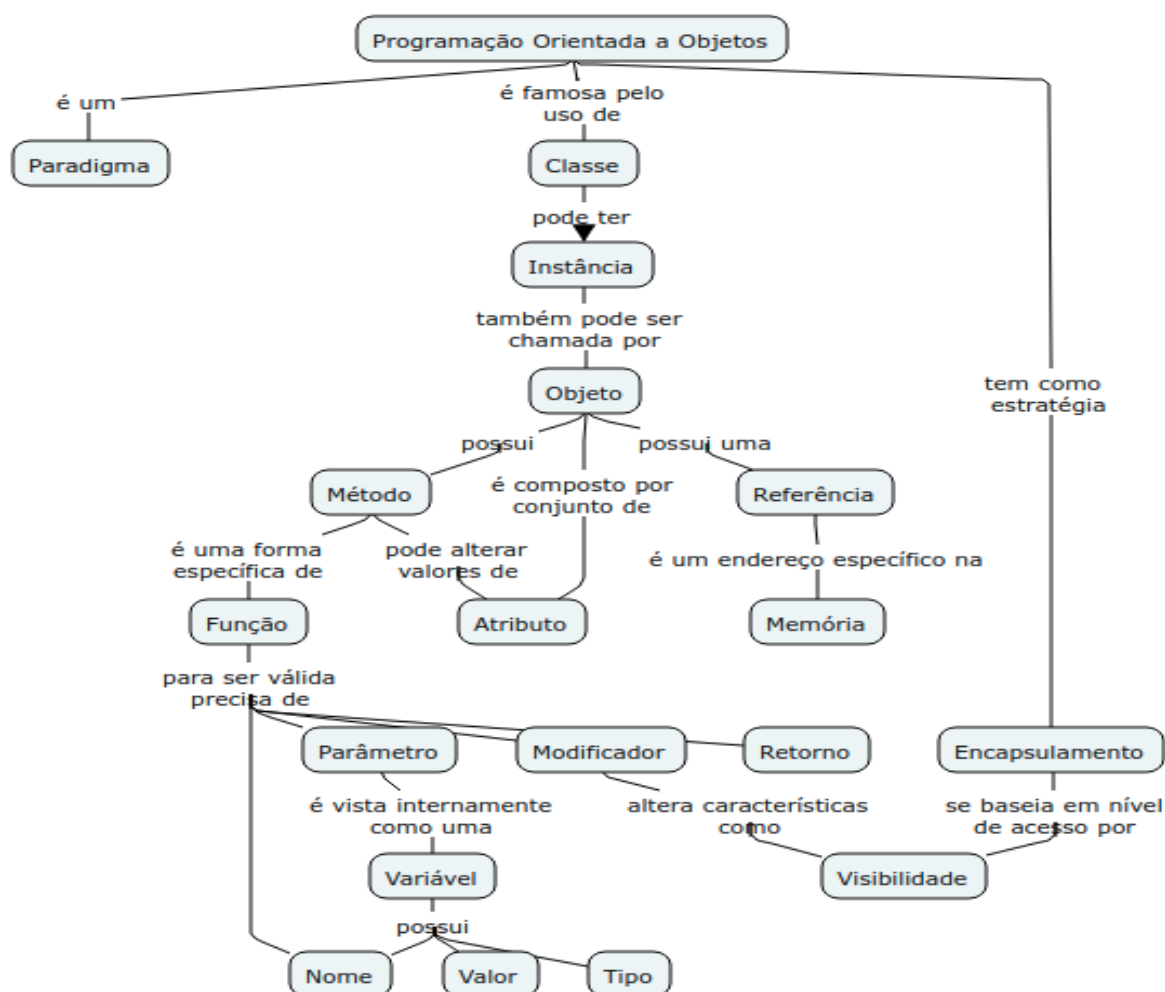 Programação Orientada a Objetos
é um
é famosa pelo
uso de
Paradigma
Classe
pode ter
Instância
também pode ser
chamada por
Objeto
tem como
estratégia
possui
possui uma
é composto por
conjunto de
Método
Referência
é uma forma
específica de
pode alterar
valores de
é um endereço específico na
Função
Atributo
Memória
para ser válida
precisa de
Parâmetro
Modificador
Retorno
Encapsulamento
é vista internamente
como uma
altera características
como
se baseia em nível
de acesso por
Variável
Visibilidade
possui
Nome
Valor
Tipo